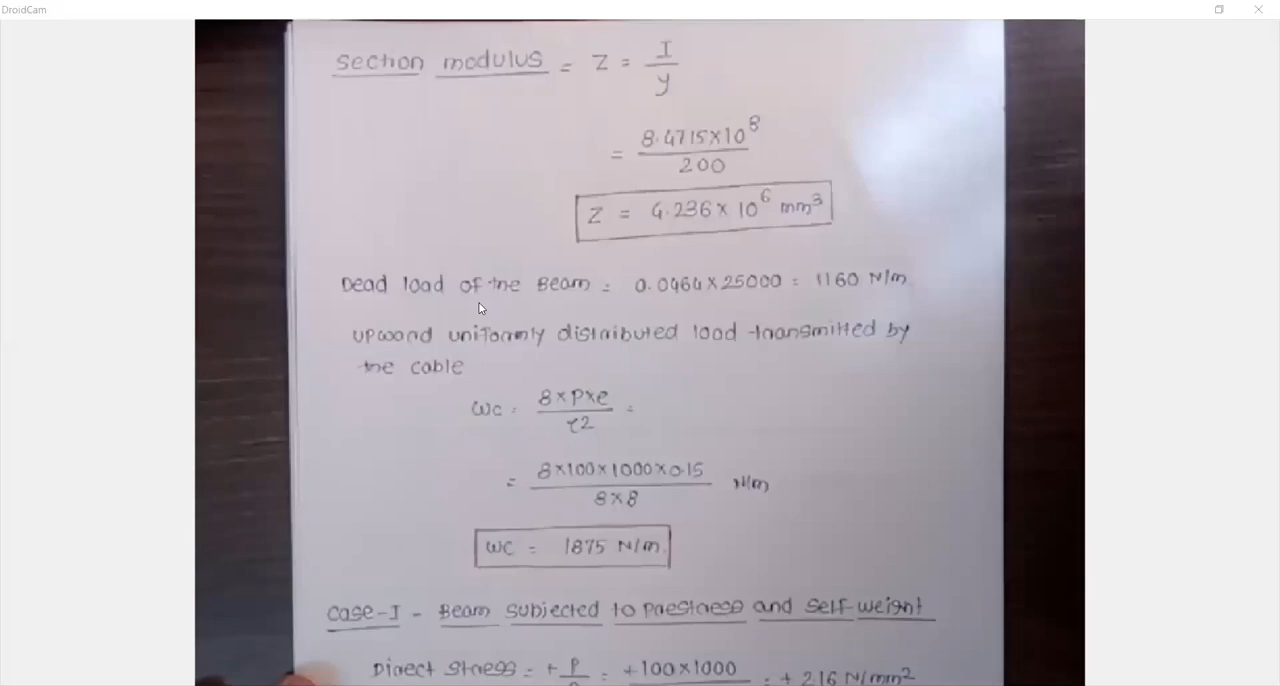 DroidCam
Section modulus = Z = I / y
= 8.4715×10^8 / 200
Z = 4.236 × 10^6 mm^3
Dead load of the Beam = 0.0464 × 25000 = 1160 N/m
upward uniformly distributed load transmitted by
the cable
Wc = 8×P×e / l2 =
= 8×100×1000×0.15 / 8×8 N/m
Wc = 1875 N/m.
Case-I - Beam subjected to Prestress and Self-weight
Direct Stress = + P = +100×1000 = + 2.16 N/mm2